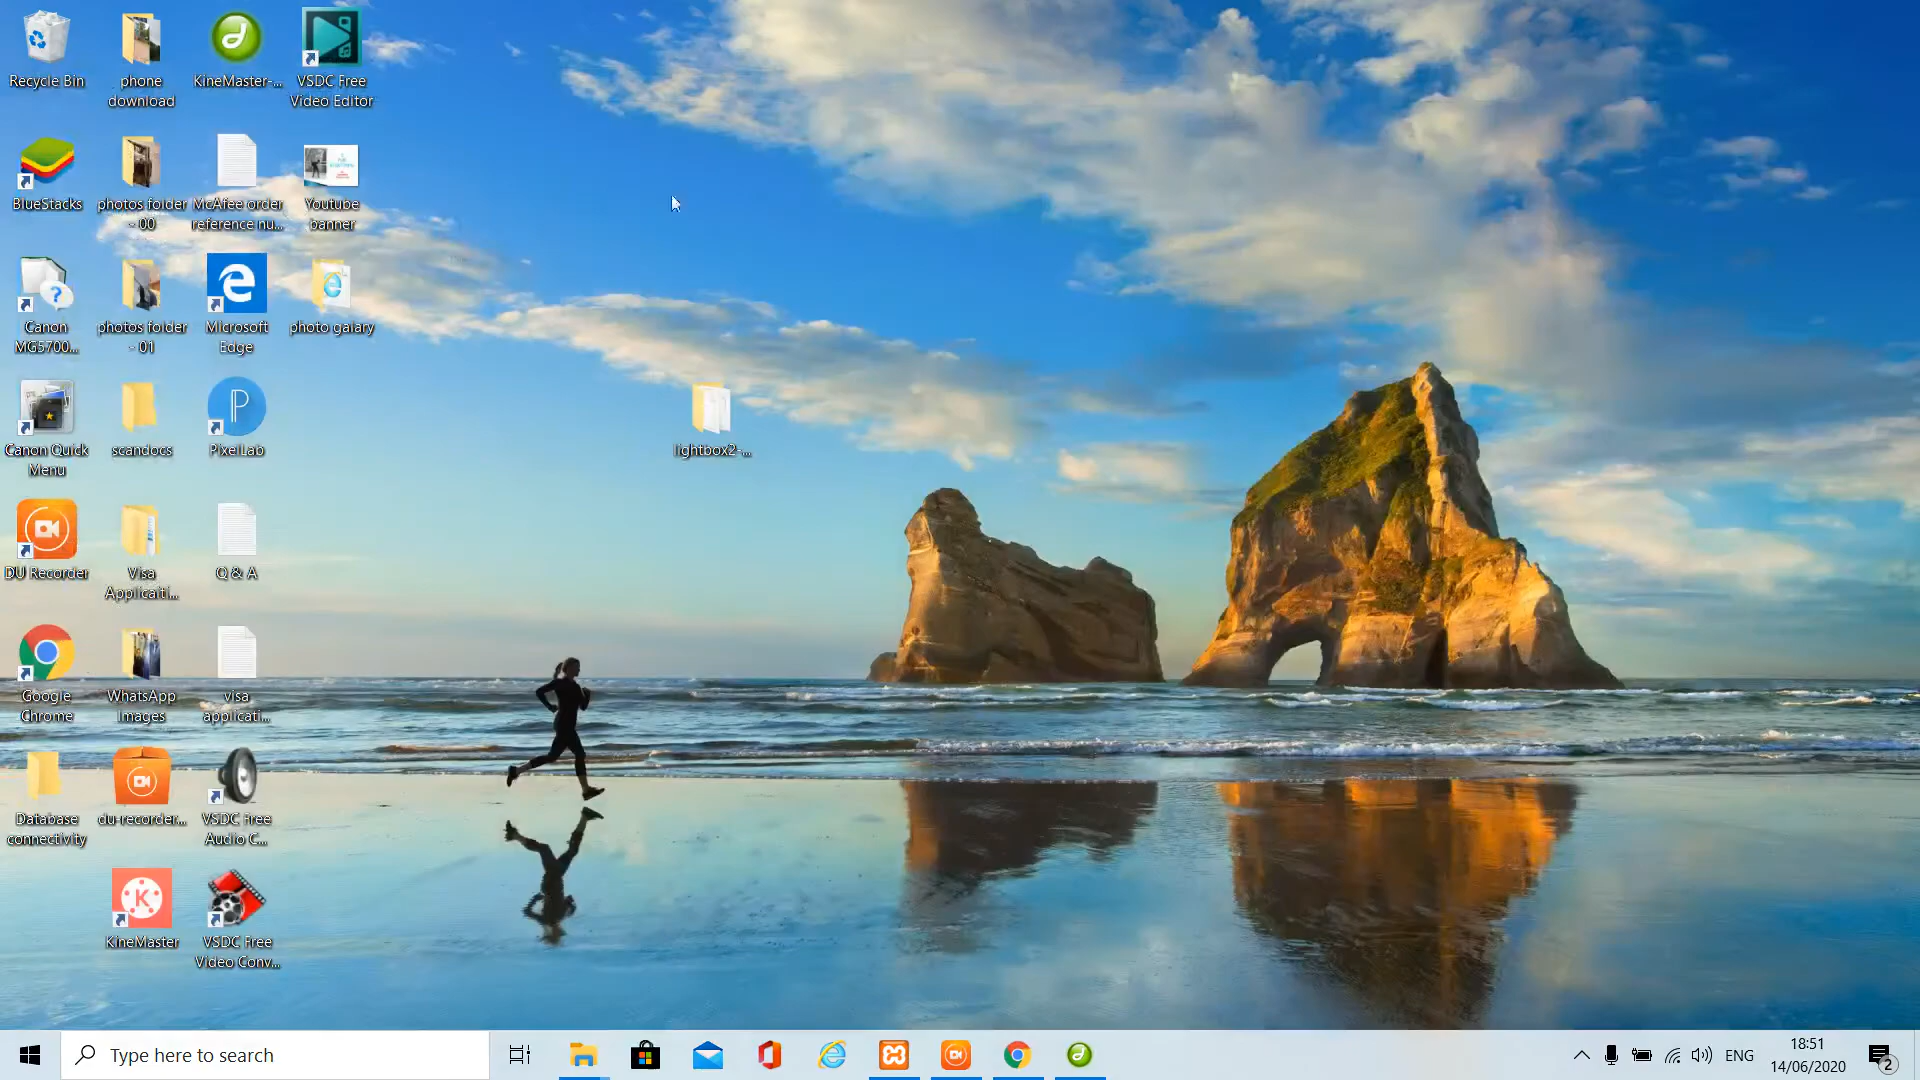 Recycle Bin
phone
download
KineMaster-...
VSDC Free
Video Editor
BlueStacks
photos folder
- 00
McAfee order
reference nu...
Youtube
banner
Canon
MG5700...
photos folder
- 01
Microsoft
Edge
photo galary
Canon Quick
Menu
scandocs
PixelLab
lightbox2-...
DU Recorder
Visa
Applicaiti...
Q & A
Google
Chrome
WhatsApp
Images
visa
applicati...
Database
connectivity
du-recorder...
VSDC Free
Audio C...
KineMaster
VSDC Free
Video Conv...
Type here to search
ENG
18:51
14/06/2020
2